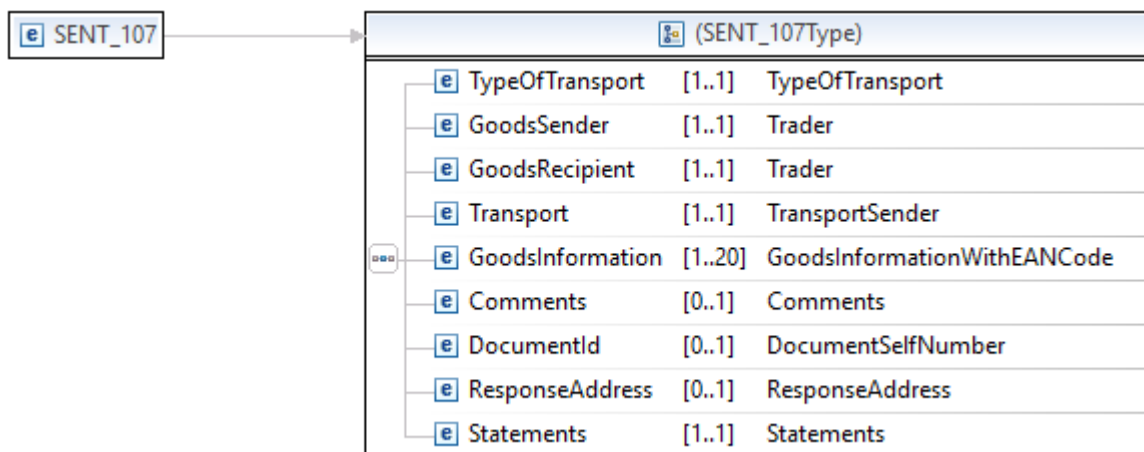 e SENT_107
(SENT_107Type)
e TypeOfTransport [1..1] TypeOfTransport
e GoodsSender [1..1] Trader
e GoodsRecipient [1..1] Trader
e Transport [1..1] TransportSender
e GoodsInformation [1..20] GoodsInformationWithEANCode
e Comments [0..1] Comments
e DocumentId [0..1] DocumentSelfNumber
e ResponseAddress [0..1] ResponseAddress
e Statements [1..1] Statements